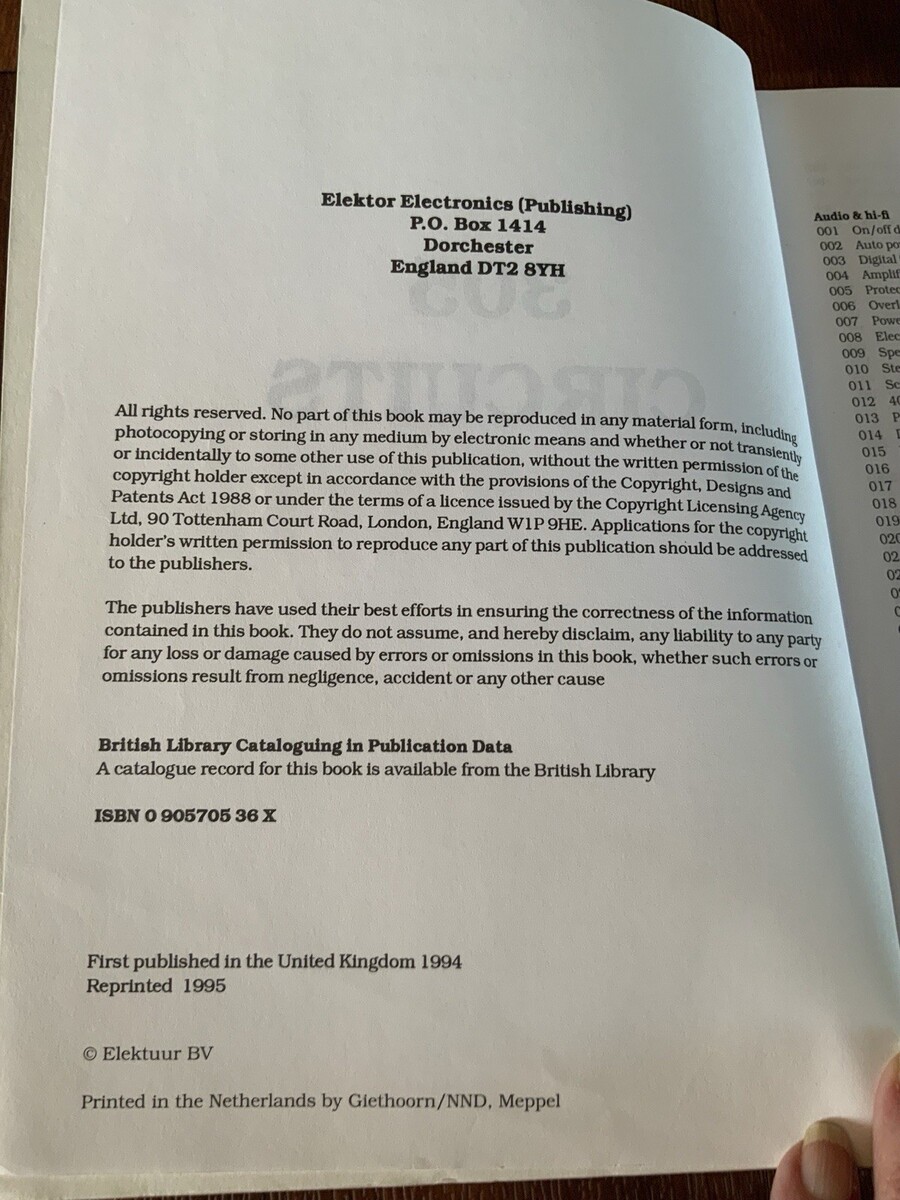 Elektor Electronics (Publishing)
P.O. Box 1414
Dorchester
England DT2 8YH
305
CIRCUITS
All rights reserved. No part of this book may be reproduced in any material form, including
photocopying or storing in any medium by electronic means and whether or not transiently
or incidentally to some other use of this publication, without the written permission of the
copyright holder except in accordance with the provisions of the Copyright, Designs and
Patents Act 1988 or under the terms of a licence issued by the Copyright Licensing Agency
Ltd, 90 Tottenham Court Road, London, England W1P 9HE. Applications for the copyright
holder's written permission to reproduce any part of this publication should be addressed
to the publishers.
The publishers have used their best efforts in ensuring the correctness of the information
contained in this book. They do not assume, and hereby disclaim, any liability to any party
for any loss or damage caused by errors or omissions in this book, whether such errors or
omissions result from negligence, accident or any other cause
British Library Cataloguing in Publication Data
A catalogue record for this book is available from the British Library
ISBN 0 905705 36 X
First published in the United Kingdom 1994
Reprinted 1995
© Elektuur BV
Printed in the Netherlands by Giethoorn/NND, Meppel
Audio & hi-fi
001 On/off d
002 Auto po
003 Digital
004 Amplif
005 Protec
006 Overl
007 Powe
008 Elec
009 Spe
010 Ste
011 Sc
012 40
013 P
014
015
016
017
018
019
020
02
02